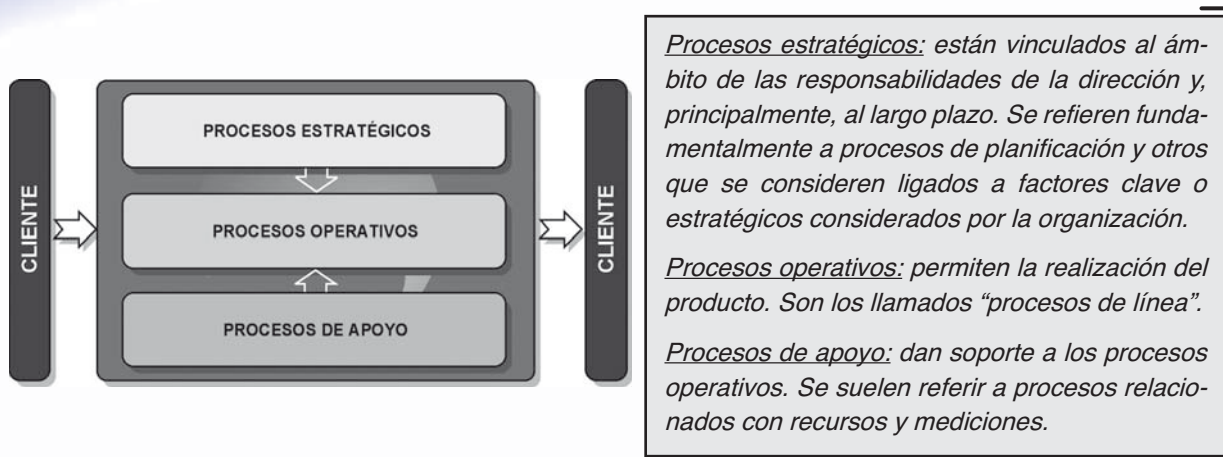 CLIENTE
PROCESOS ESTRATÉGICOS
PROCESOS OPERATIVOS
PROCESOS DE APOYO
CLIENTE
Procesos estratégicos: están vinculados al ám-
bito de las responsabilidades de la dirección y,
principalmente, al largo plazo. Se refieren funda-
mentalmente a procesos de planificación y otros
que se consideren ligados a factores clave o
estratégicos considerados por la organización.
Procesos operativos: permiten la realización del
producto. Son los llamados “procesos de línea”.
Procesos de apoyo: dan soporte a los procesos
operativos. Se suelen referir a procesos relacio-
nados con recursos y mediciones.